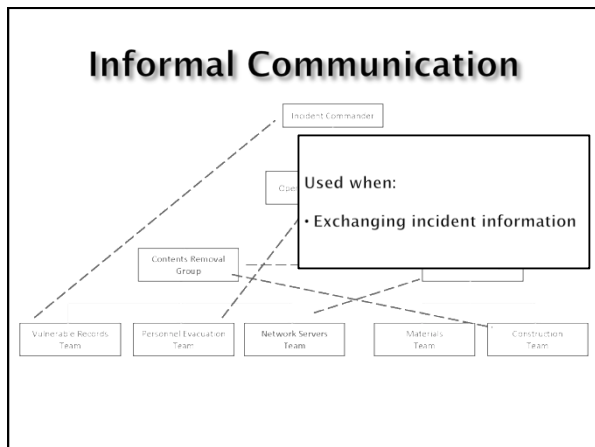 Informal Communication
Incident Commander
Used when:
• Exchanging incident information
Contents Removal
Group
Vulnerable Records
Team
Personnel Evacuation
Team
Network Servers
Team
Materials
Team
Construction
Team